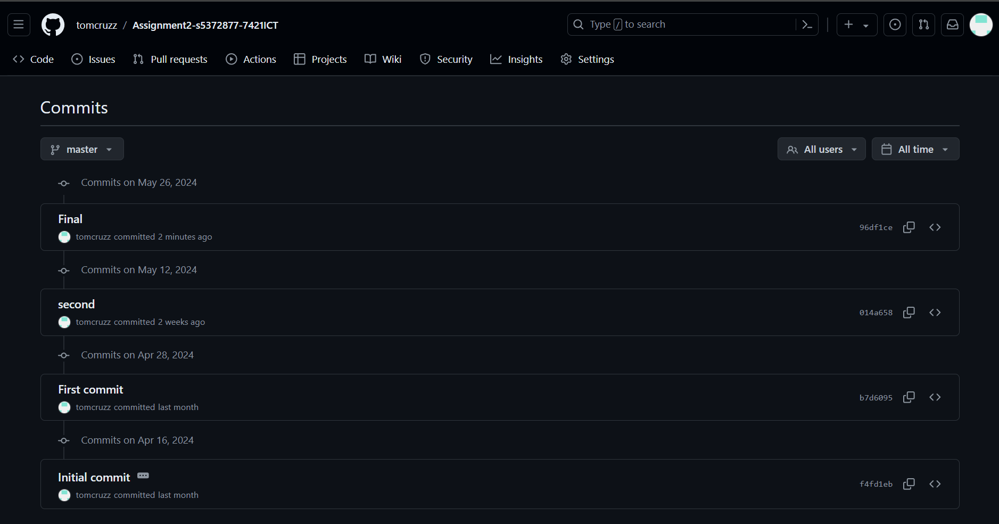 tomcruzz / Assignment2-s5372877-7421ICT
Type / to search
Code Issues Pull requests Actions Projects Wiki Security Insights Settings
Commits
master All users All time
Commits on May 26, 2024
Final
tomcruzz committed 2 minutes ago
96df1ce
Commits on May 12, 2024
second
tomcruzz committed 2 weeks ago
014a658
Commits on Apr 28, 2024
First commit
tomcruzz committed last month
b7d6095
Commits on Apr 16, 2024
Initial commit
tomcruzz committed last month
f4fd1eb